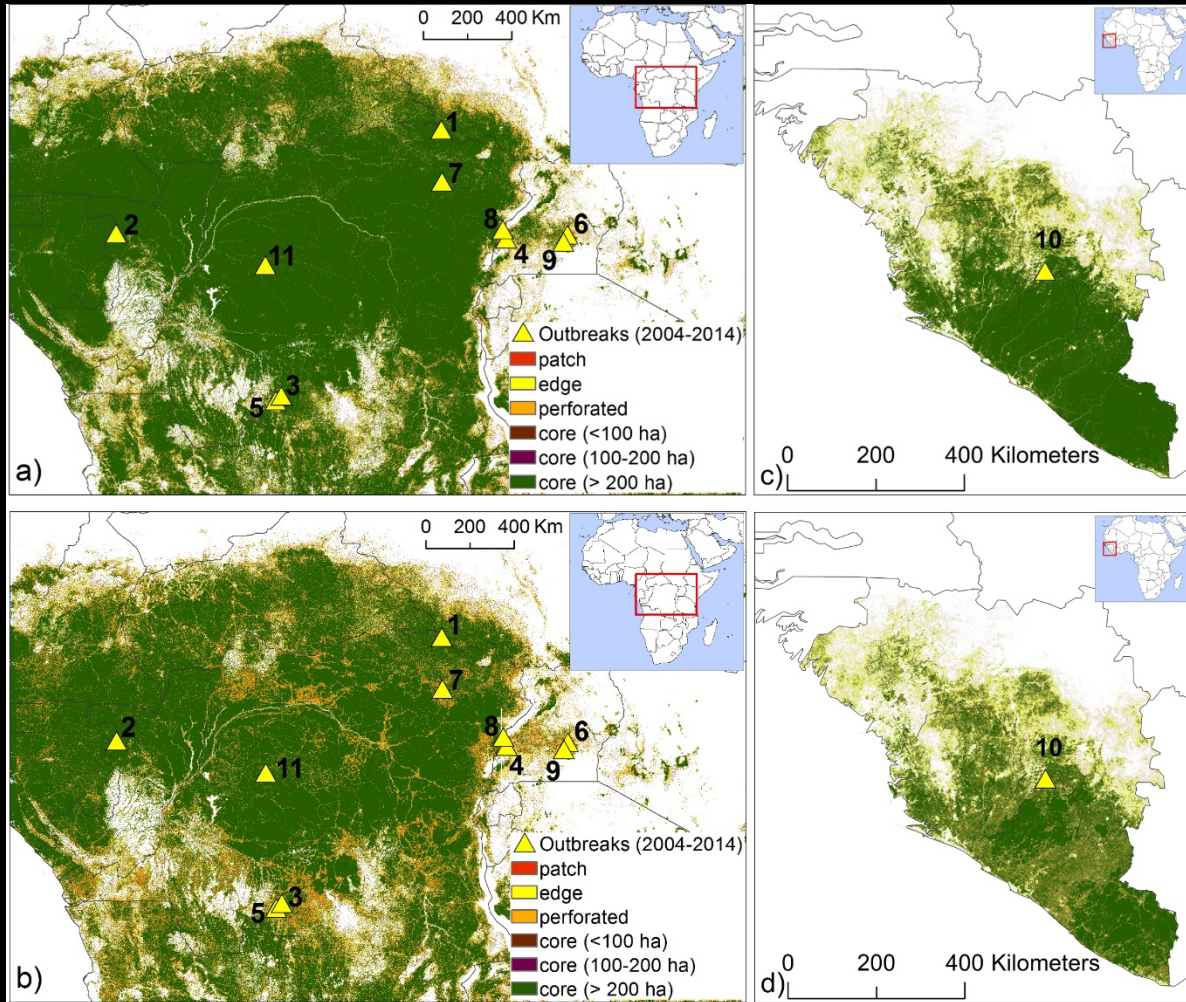 0 200 400 Km
1
7
2
8
6
4
9
11
3
5
Outbreaks (2004-2014)
patch
edge
perforated
core (<100 ha)
core (100-200 ha)
core (> 200 ha)
a)
10
0 200 400 Kilometers
c)
0 200 400 Km
1
7
2
8
6
4
9
11
3
5
Outbreaks (2004-2014)
patch
edge
perforated
core (<100 ha)
core (100-200 ha)
core (> 200 ha)
b)
10
0 200 400 Kilometers
d)